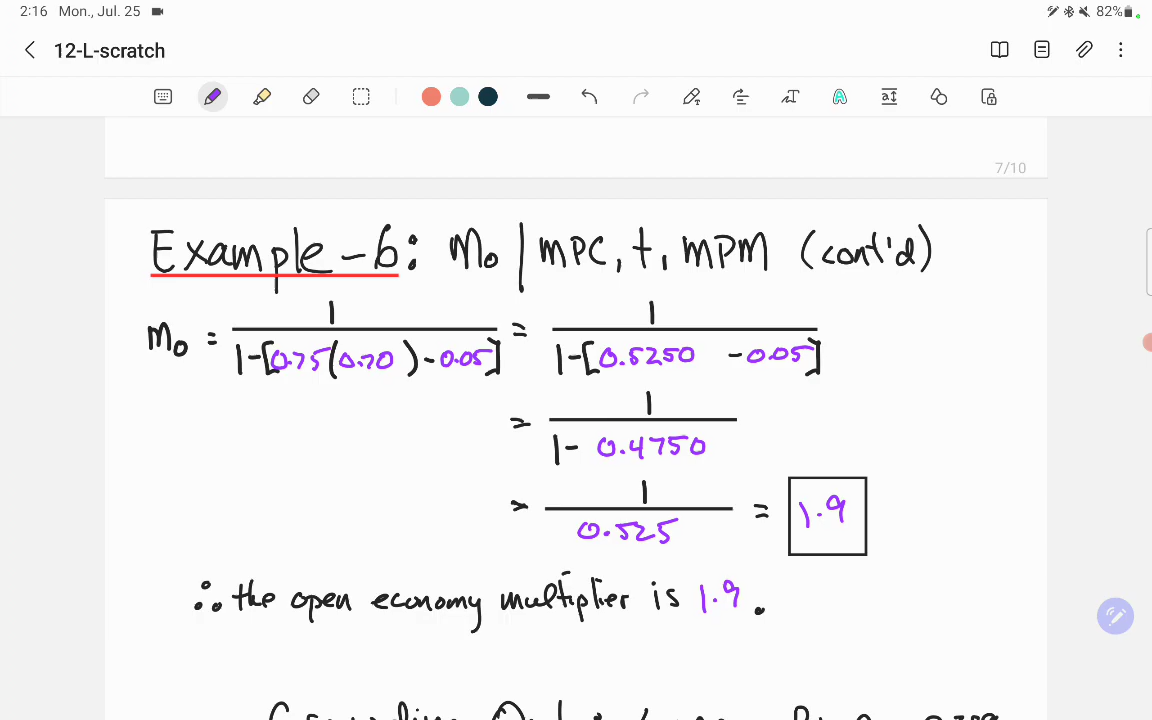 2:16 Mon., Jul. 25 82%
12-L-scratch
7/10
Example-6: Mo | MPC, t, MPM (cont'd)
Mo = 1 / 1-[0.75(0.70)-0.05] = 1 / 1-[0.5250 -0.05]
= 1 / 1- 0.4750
= 1 / 0.525 = 1.9
∴ the open economy multiplier is 1.9.